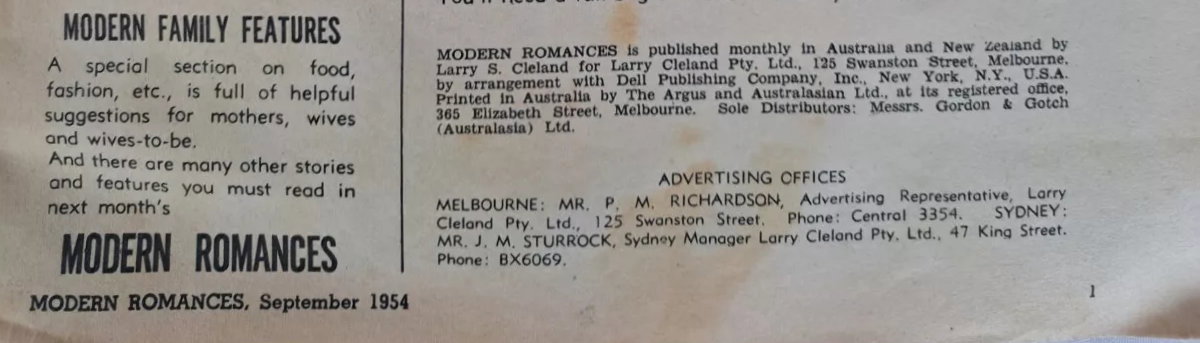 MODERN FAMILY FEATURES
A special section on food,
fashion, etc., is full of helpful
suggestions for mothers, wives
and wives-to-be.
And there are many other stories
and features you must read in
next month's
MODERN ROMANCES
MODERN ROMANCES, September 1954
MODERN ROMANCES is published monthly in Australia and New Zealand by
Larry S. Cleland for Larry Cleland Pty. Ltd., 125 Swanston Street, Melbourne,
by arrangement with Dell Publishing Company, Inc., New York, N.Y., U.S.A.
Printed in Australia by The Argus and Australasian Ltd., at its registered office,
365 Elizabeth Street, Melbourne. Sole Distributors: Messrs. Gordon & Gotch
(Australasia) Ltd.
ADVERTISING OFFICES
MELBOURNE: MR. P. M. RICHARDSON, Advertising Representative, Larry
Cleland Pty. Ltd., 125 Swanston Street. Phone: Central 3354. SYDNEY:
MR. J. M. STURROCK, Sydney Manager Larry Cleland Pty. Ltd., 47 King Street.
Phone: BX6069.
1